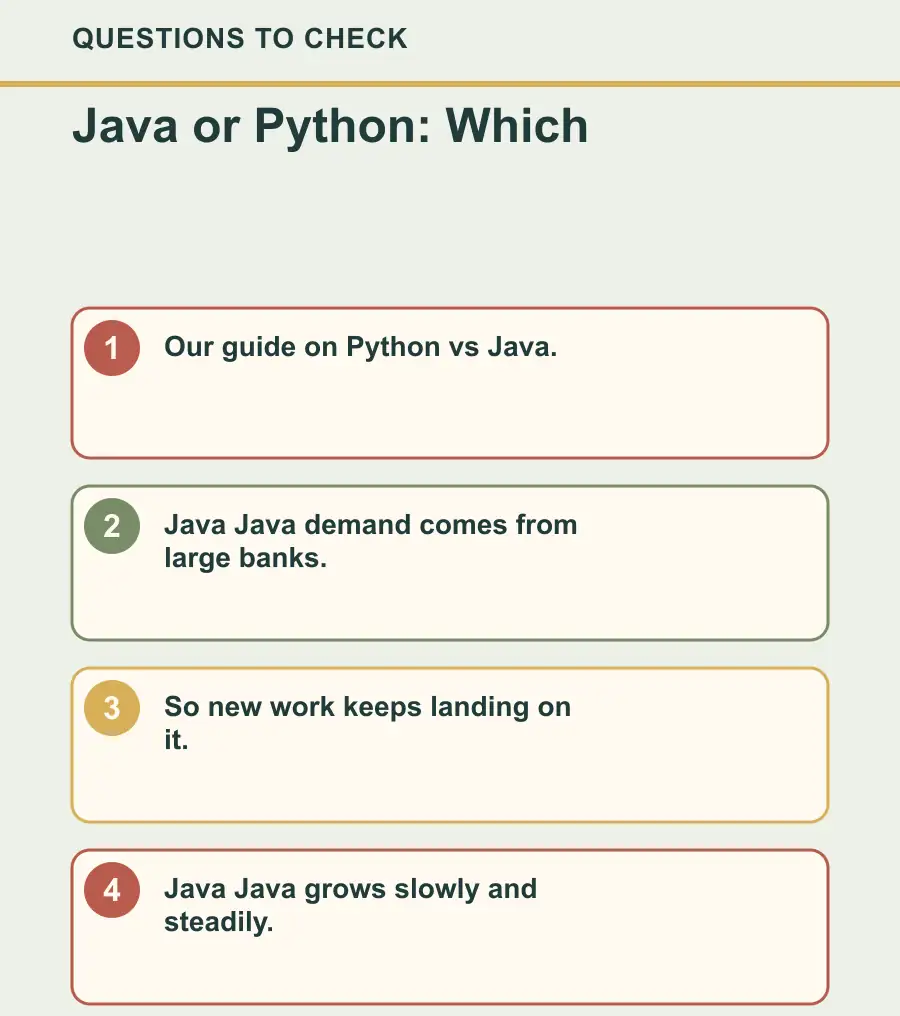 QUESTIONS TO CHECK
Java or Python: Which
1
Our guide on Python vs Java.
2
Java Java demand comes from
large banks.
3
So new work keeps landing on
it.
4
Java Java grows slowly and
steadily.